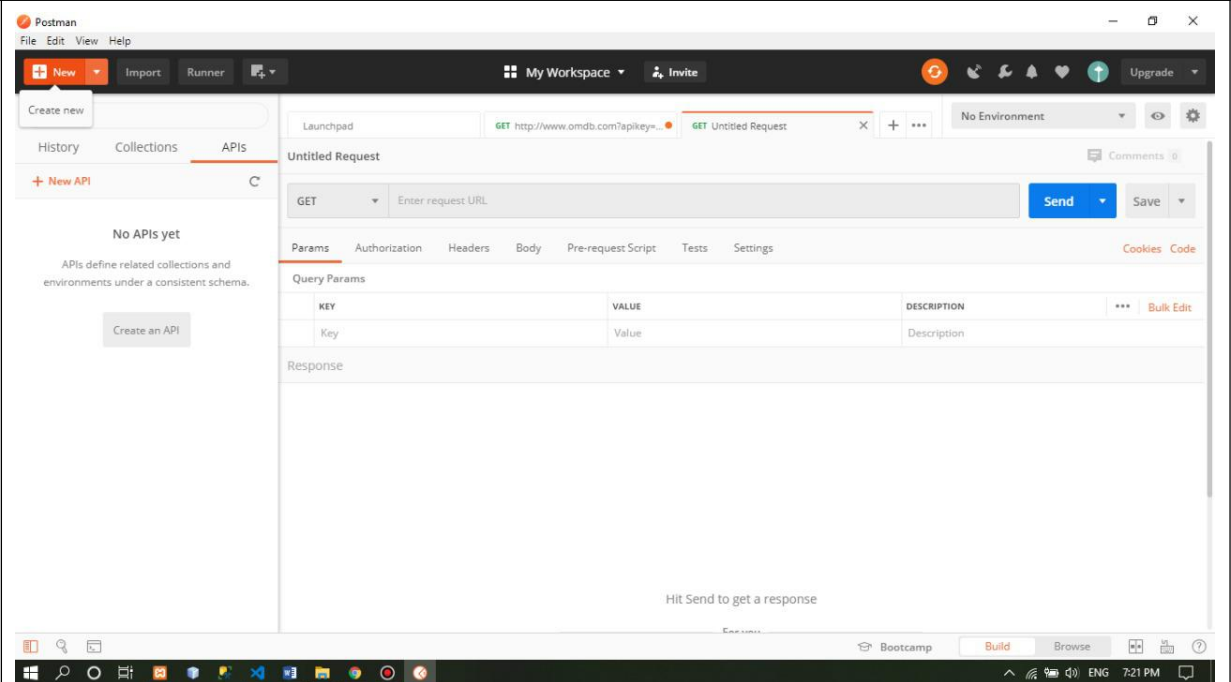 Postman
File Edit View Help
New Import Runner My Workspace Invite Upgrade
Create new
Launchpad GET http://www.omdb.com?apikey=... GET Untitled Request No Environment
History Collections APIs
Untitled Request Comments 0
+ New API
GET Enter request URL Send Save
No APIs yet
APIs define related collections and
environments under a consistent schema.
Create an API
Params Authorization Headers Body Pre-request Script Tests Settings Cookies Code
Query Params
KEY VALUE DESCRIPTION ... Bulk Edit
Key Value Description
Response
Hit Send to get a response
Bootcamp Build Browse
ENG 7:21 PM